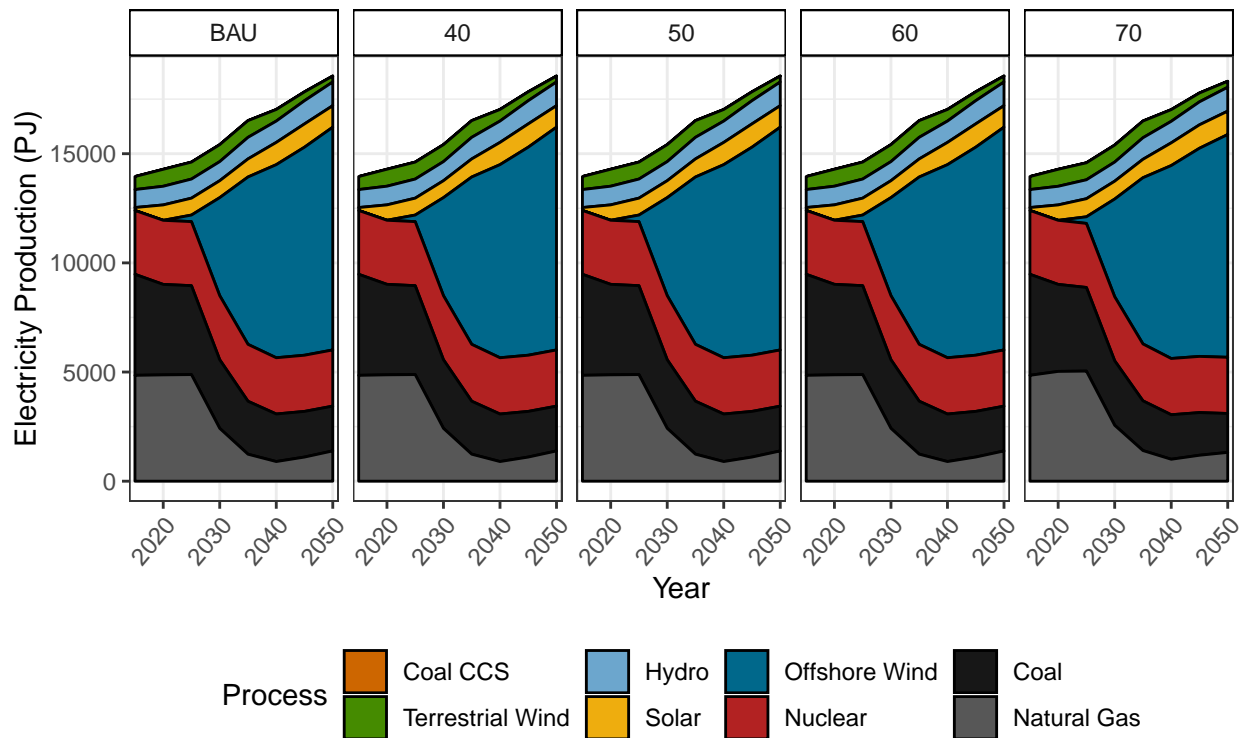 BAU 40 50 60 70
Electricity Production (PJ)
15000
10000
5000
0
2020 2030 2040 2050 2020 2030 2040 2050 2020 2030 2040 2050 2020 2030 2040 2050 2020 2030 2040 2050
Year
Process
Coal CCS Hydro Offshore Wind Coal
Terrestrial Wind Solar Nuclear Natural Gas